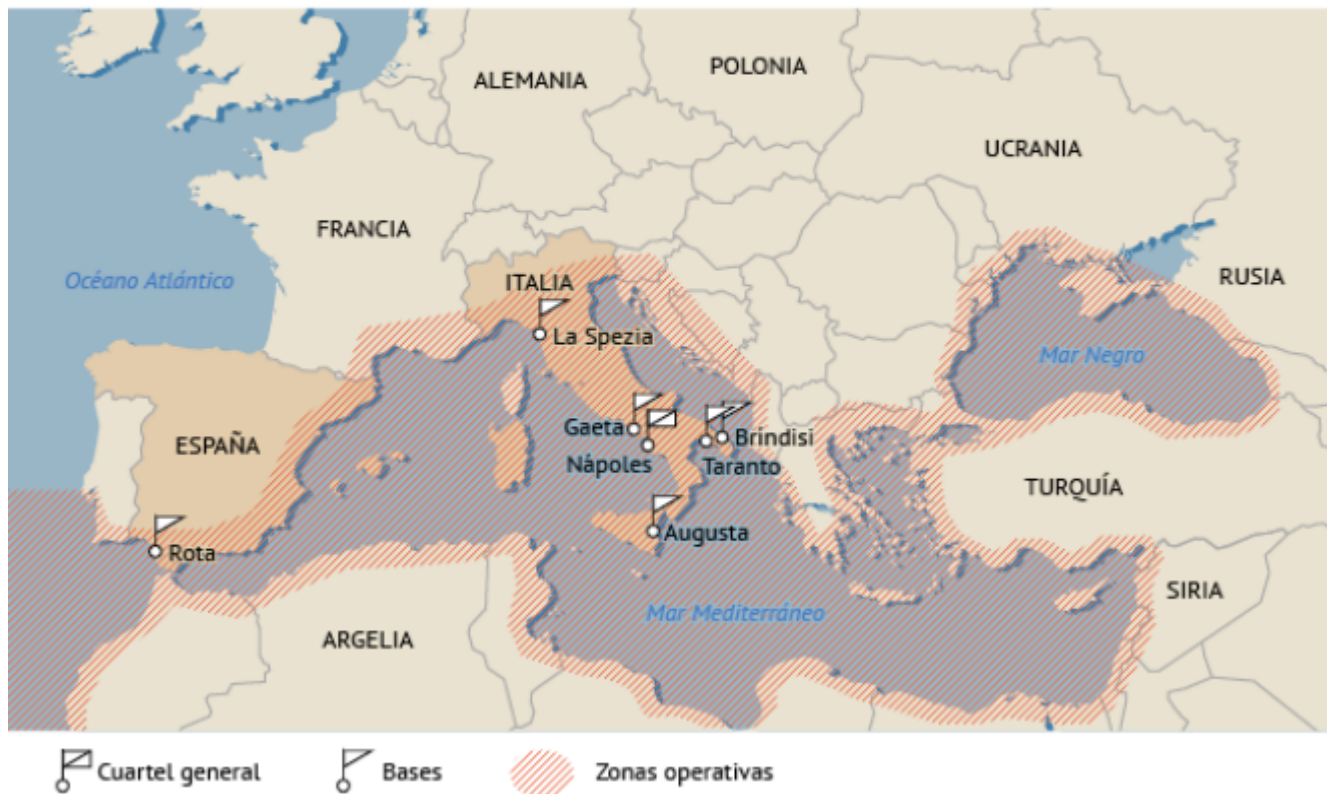 POLONIA
ALEMANIA
UCRANIA
FRANCIA
Océano Atlántico
ITALIA
RUSIA
La Spezia
Mar Negro
Gaeta
Bríndisi
ESPAÑA
Nápoles
Taranto
TURQUÍA
Augusta
Rota
SIRIA
Mar Mediterráneo
ARGELIA
Cuartel general
Bases
Zonas operativas